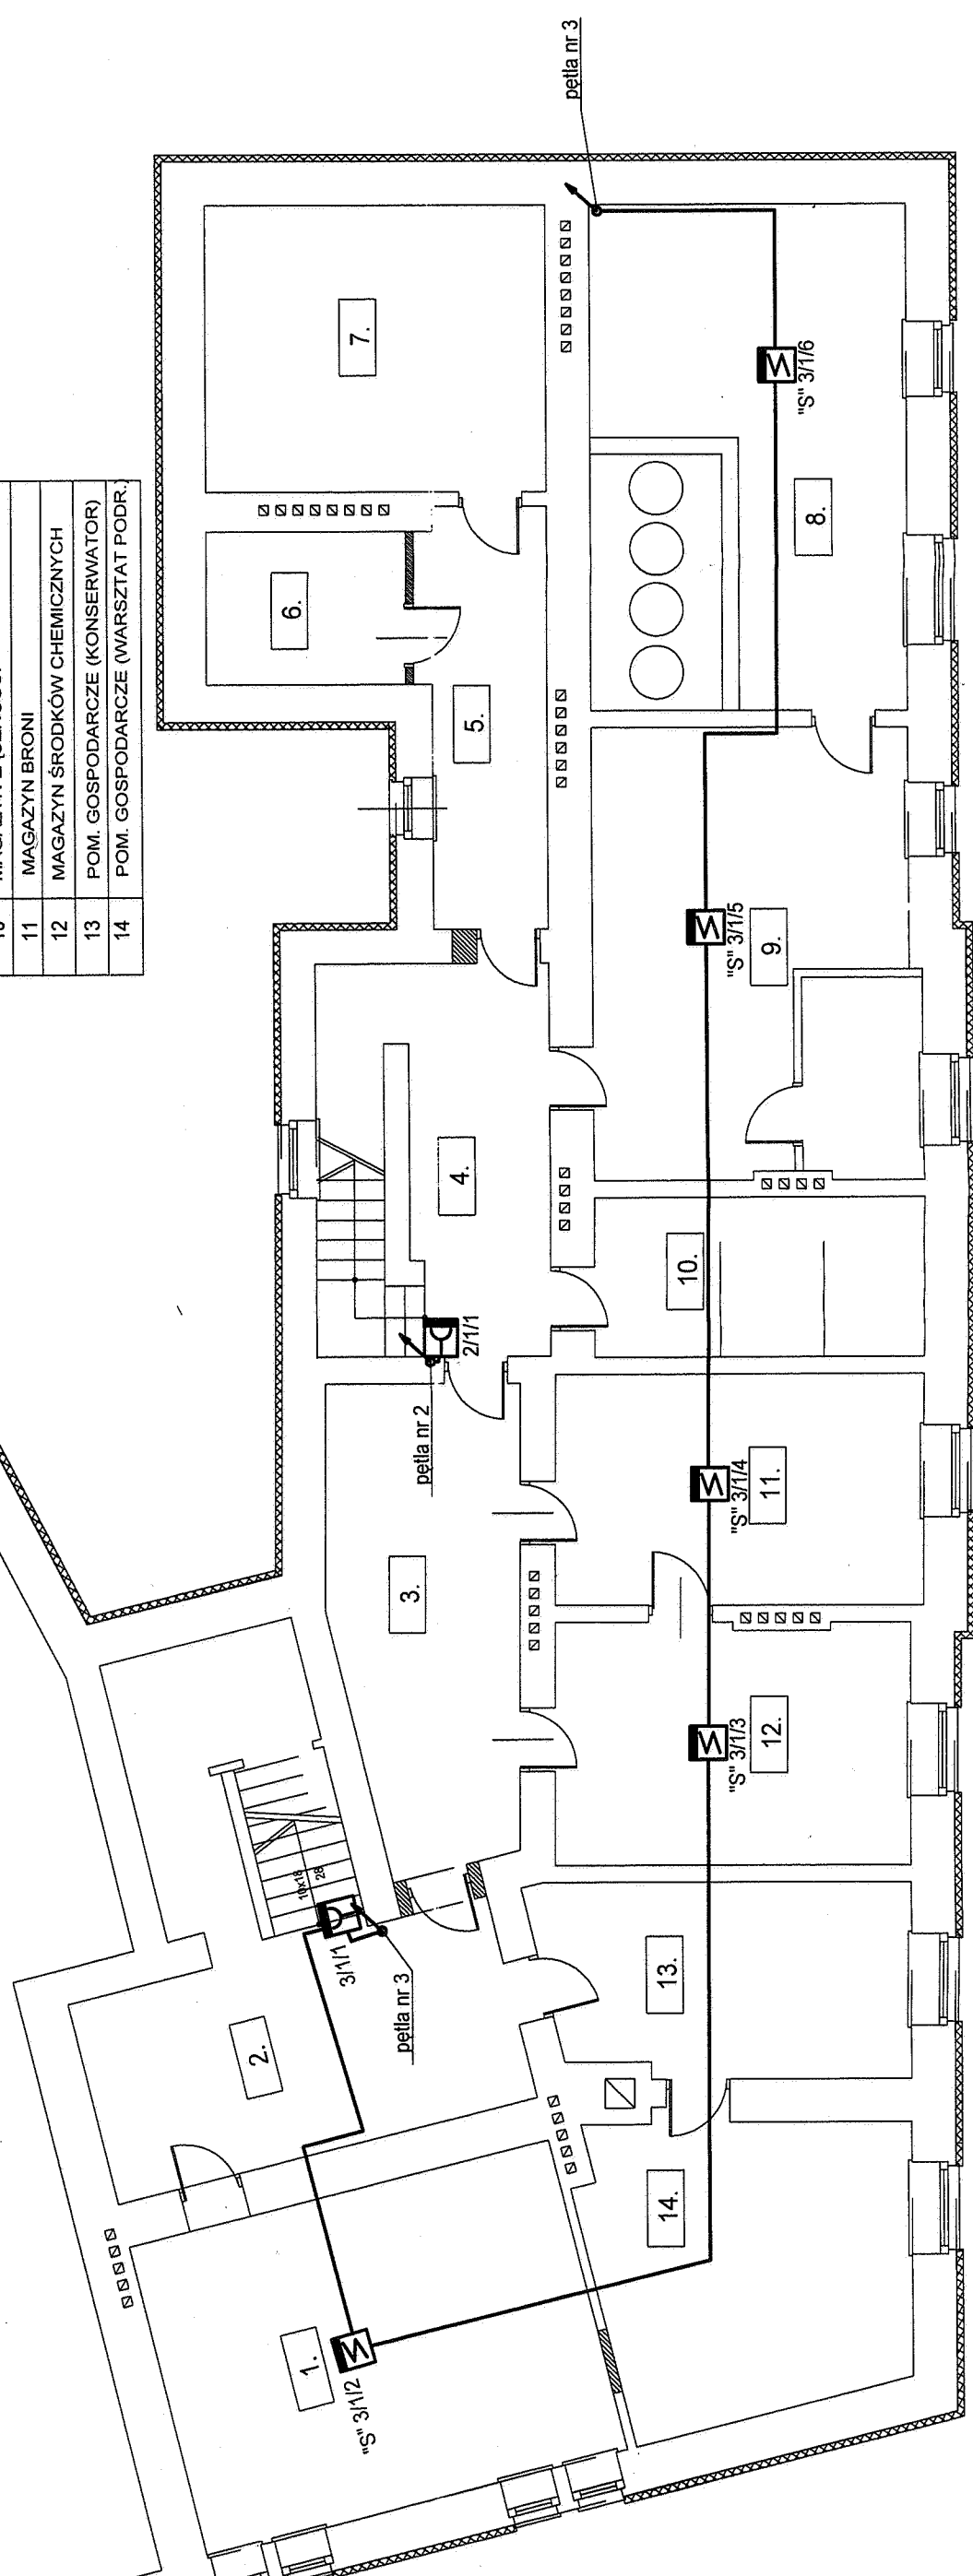 11 MAGAZYN BRONI
12 MAGAZYN ŚRODKÓW CHEMICZNYCH
13 POM. GOSPODARCZE (KONSERWATOR)
14 POM. GOSPODARCZE (WARSZTAT PODR.)
1.
"S" 3/1/2
2.
3/1/1
10x18
28
pętla nr 3
3.
pętla nr 2
2/1/1
4.
5.
6.
7.
pętla nr 3
14.
13.
12.
"S" 3/1/3
11.
"S" 3/1/4
10.
9.
"S" 3/1/5
8.
"S" 3/1/6